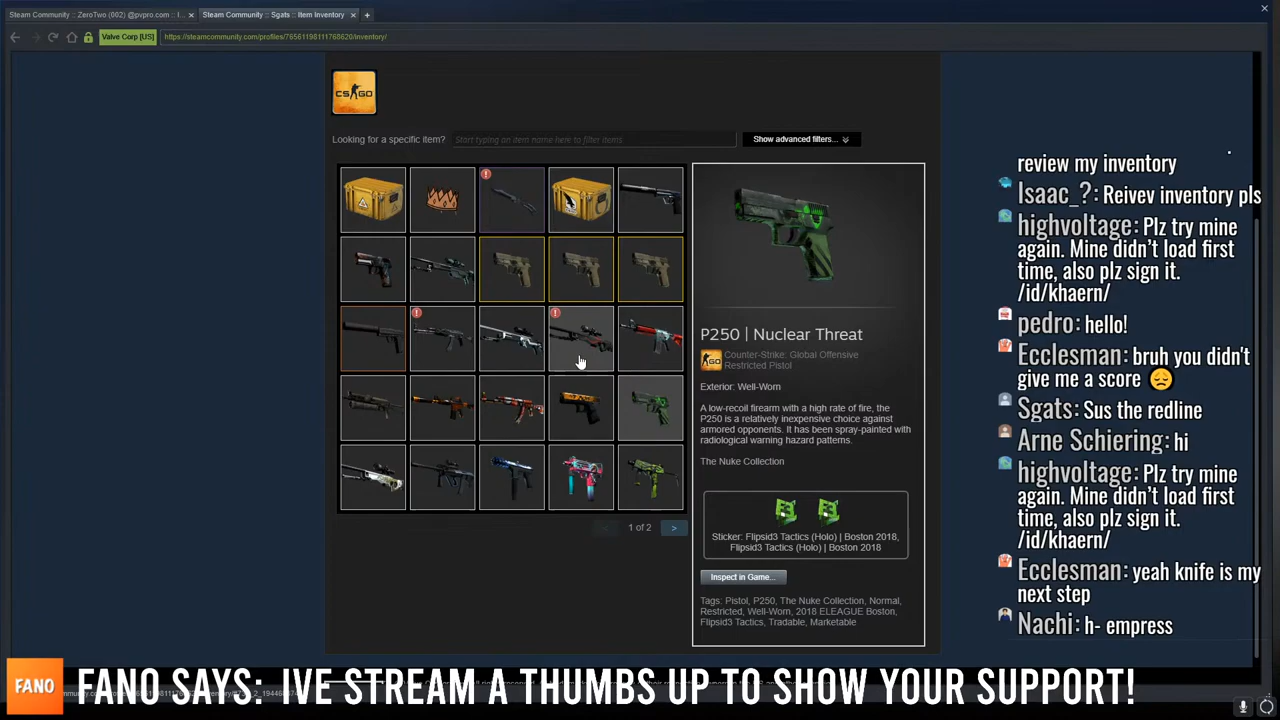 Steam Community :: ZeroTwo (002) @pvpro.com :: I...
Steam Community :: Sgats :: Item Inventory
Valve Corp [US]
https://steamcommunity.com/profiles/76561198111768620/inventory/
CS GO
Looking for a specific item?
Start typing an item name here to filter items
Show advanced filters...
P250 | Nuclear Threat
Counter-Strike: Global Offensive
Restricted Pistol
Exterior: Well-Worn
A low-recoil firearm with a high rate of fire, the
P250 is a relatively inexpensive choice against
armored opponents. It has been spray-painted with
radiological warning hazard patterns.
The Nuke Collection
Sticker: Flipsid3 Tactics (Holo) | Boston 2018,
Flipsid3 Tactics (Holo) | Boston 2018
Inspect in Game...
Tags: Pistol, P250, The Nuke Collection, Normal,
Restricted, Well-Worn, 2018 ELEAGUE Boston,
Flipsid3 Tactics, Tradable, Marketable
< 1 of 2 >
review my inventory
Isaac_?: Reivev inventory pls
highvoltage: Plz try mine
again. Mine didn't load first
time, also plz sign it.
/id/khaern/
pedro: hello!
Ecclesman: bruh you didn't
give me a score 😔
Sgats: Sus the redline
Arne Schiering: hi
highvoltage: Plz try mine
again. Mine didn't load first
time, also plz sign it.
/id/khaern/
Ecclesman: yeah knife is my
next step
Nachi: h- empress
FANO
FANO SAYS: IVE STREAM A THUMBS UP TO SHOW YOUR SUPPORT!